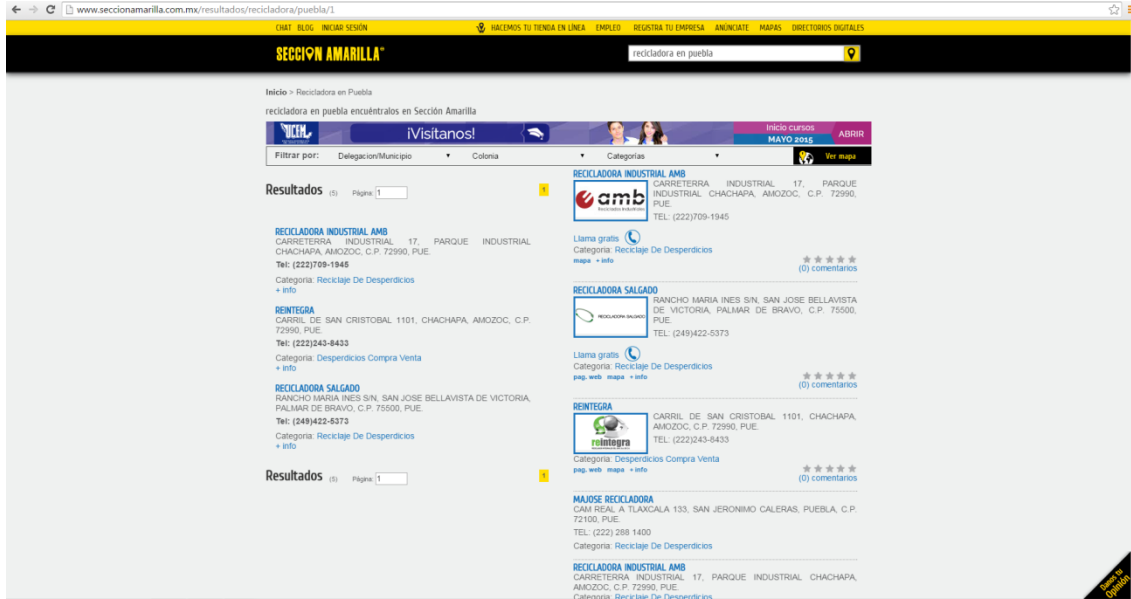 www.seccionamarilla.com.mx/resultados/recicladora/puebla/1
CHAT BLOG INICIAR SESIÓN HACEMOS TU TIENDA EN LÍNEA EMPLEO REGISTRA TU EMPRESA ANÚNCIATE MAPAS DIRECTORIOS DIGITALES
SECCIÓN AMARILLA
recicladora en puebla
Inicio > Recicladora en Puebla
recicladora en puebla encuéntralos en Sección Amarilla
UCEM ¡Visítanos! Inicio cursos
MAYO 2015 ABRIR
Filtrar por: Delegacion/Municipio Colonia Categorías Ver mapa
Resultados (5) Página: 1 1
RECICLADORA INDUSTRIAL AMB
CARRETERRA INDUSTRIAL 17, PARQUE INDUSTRIAL
CHACHAPA, AMOZOC, C.P. 72990, PUE.
Tel: (222)709-1945
Categoria: Reciclaje De Desperdicios
+ info
REINTEGRA
CARRIL DE SAN CRISTOBAL 1101, CHACHAPA, AMOZOC, C.P.
72990, PUE.
Tel: (222)243-8433
Categoria: Desperdicios Compra Venta
+ info
RECICLADORA SALGADO
RANCHO MARIA INES S/N, SAN JOSE BELLAVISTA DE VICTORIA,
PALMAR DE BRAVO, C.P. 75500, PUE.
Tel: (249)422-5373
Categoria: Reciclaje De Desperdicios
+ info
Resultados (5) Página: 1 1
RECICLADORA INDUSTRIAL AMB
amb
CARRETERRA INDUSTRIAL 17, PARQUE
INDUSTRIAL CHACHAPA, AMOZOC, C.P. 72990,
PUE.
TEL: (222)709-1945
Llama gratis
Categoria: Reciclaje De Desperdicios
mapa + info
(0) comentarios
RECICLADORA SALGADO
RECICLADORA SALGADO
RANCHO MARIA INES S/N, SAN JOSE BELLAVISTA
DE VICTORIA, PALMAR DE BRAVO, C.P. 75500,
PUE.
TEL: (249)422-5373
Llama gratis
Categoria: Reciclaje De Desperdicios
pag. web mapa + info
(0) comentarios
REINTEGRA
reintegra
CARRIL DE SAN CRISTOBAL 1101, CHACHAPA,
AMOZOC, C.P. 72990, PUE.
TEL: (222)243-8433
Categoria: Desperdicios Compra Venta
pag. web mapa + info
(0) comentarios
MAJOSE RECICLADORA
CAM REAL A TLAXCALA 133, SAN JERONIMO CALERAS, PUEBLA, C.P.
72100, PUE.
TEL: (222) 288 1400
Categoria: Reciclaje De Desperdicios
RECICLADORA INDUSTRIAL AMB
CARRETERRA INDUSTRIAL 17, PARQUE INDUSTRIAL CHACHAPA,
AMOZOC, C.P. 72990, PUE.
Categoria: Reciclaje De Desperdicios
Danos tu
Opinión